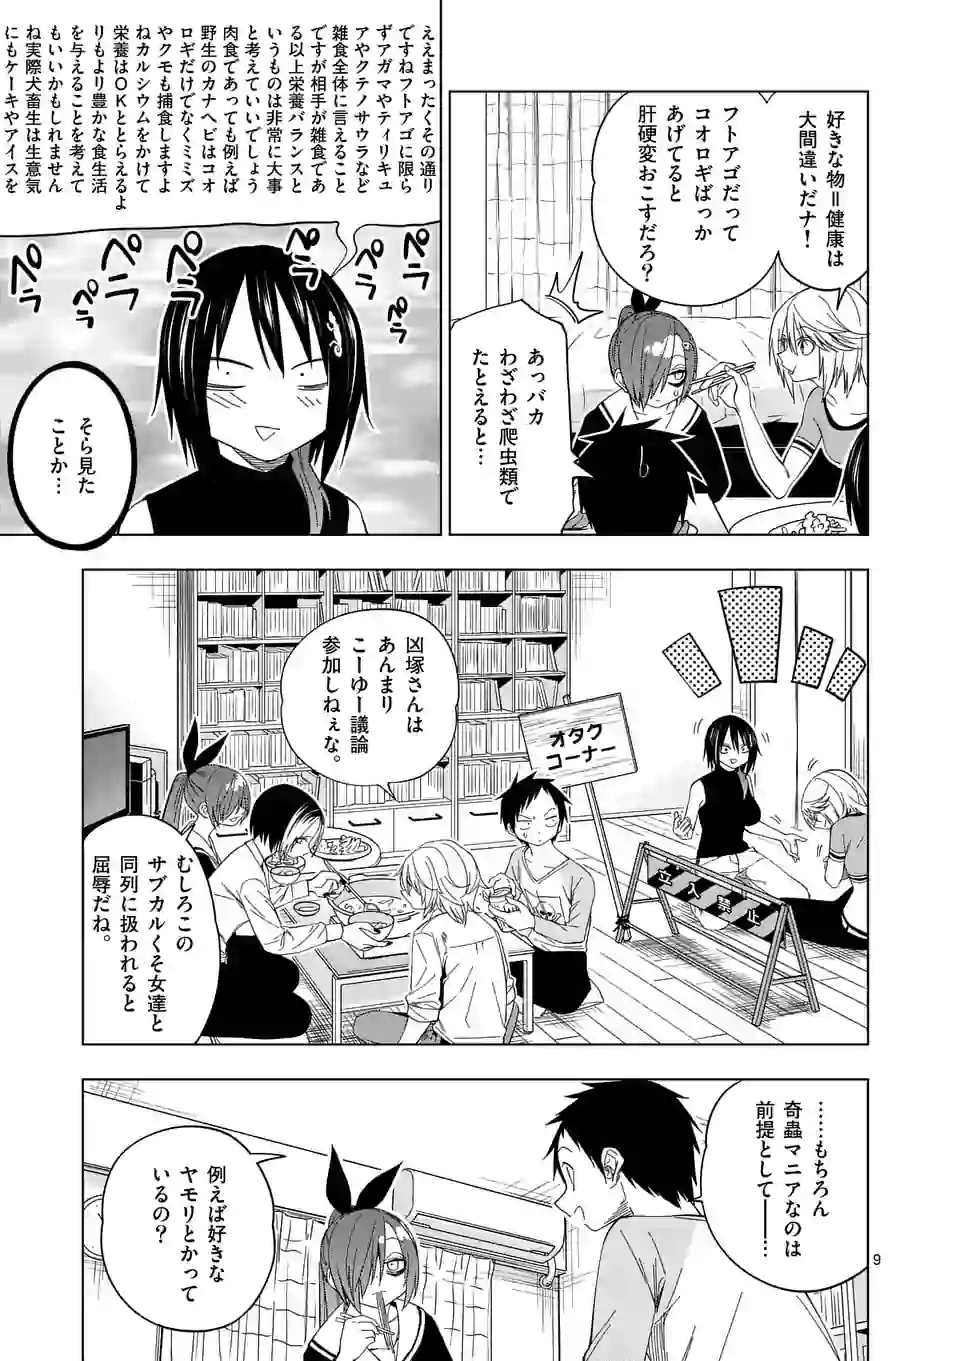 好きな物＝健康は
大間違いだナ！
フトアゴだって
コオロギばっか
あげてると
肝硬変おこすだろ？
あっバカ
わざわざ爬虫類で
たとえると…
ええまったくその通り
ですねフトアゴに限ら
ずアガマやティリキュ
アやクテノサウラなど
雑食全体に言えること
ですが相手が雑食であ
る以上栄養バランスと
いうものは非常に大事
と考えていいでしょう
肉食であっても例えば
野生のカナヘビはコオ
ロギだけでなくミミズ
やクモも捕食しますよ
ねカルシウムをかけて
栄養はOKととらえるよ
りもより豊かな食生活
を与えることを考えて
もいいかもしれません
ね実際犬畜生は生意気
にもケーキやアイスを
ペラ
ペラ
ペラ
ペラ
ペラ
ペラ
そら見た
ことか…
凶塚さんは
あんまり
こーゆー議論
参加しねぇな。
オタク
コーナー
立入禁止
むしろこの
サブカルくそ女達と
同列に扱われると
屈辱だね。
……もちろん
奇蟲マニアなのは
前提として――…
例えば好きな
ヤモリとかって
いるの？
9